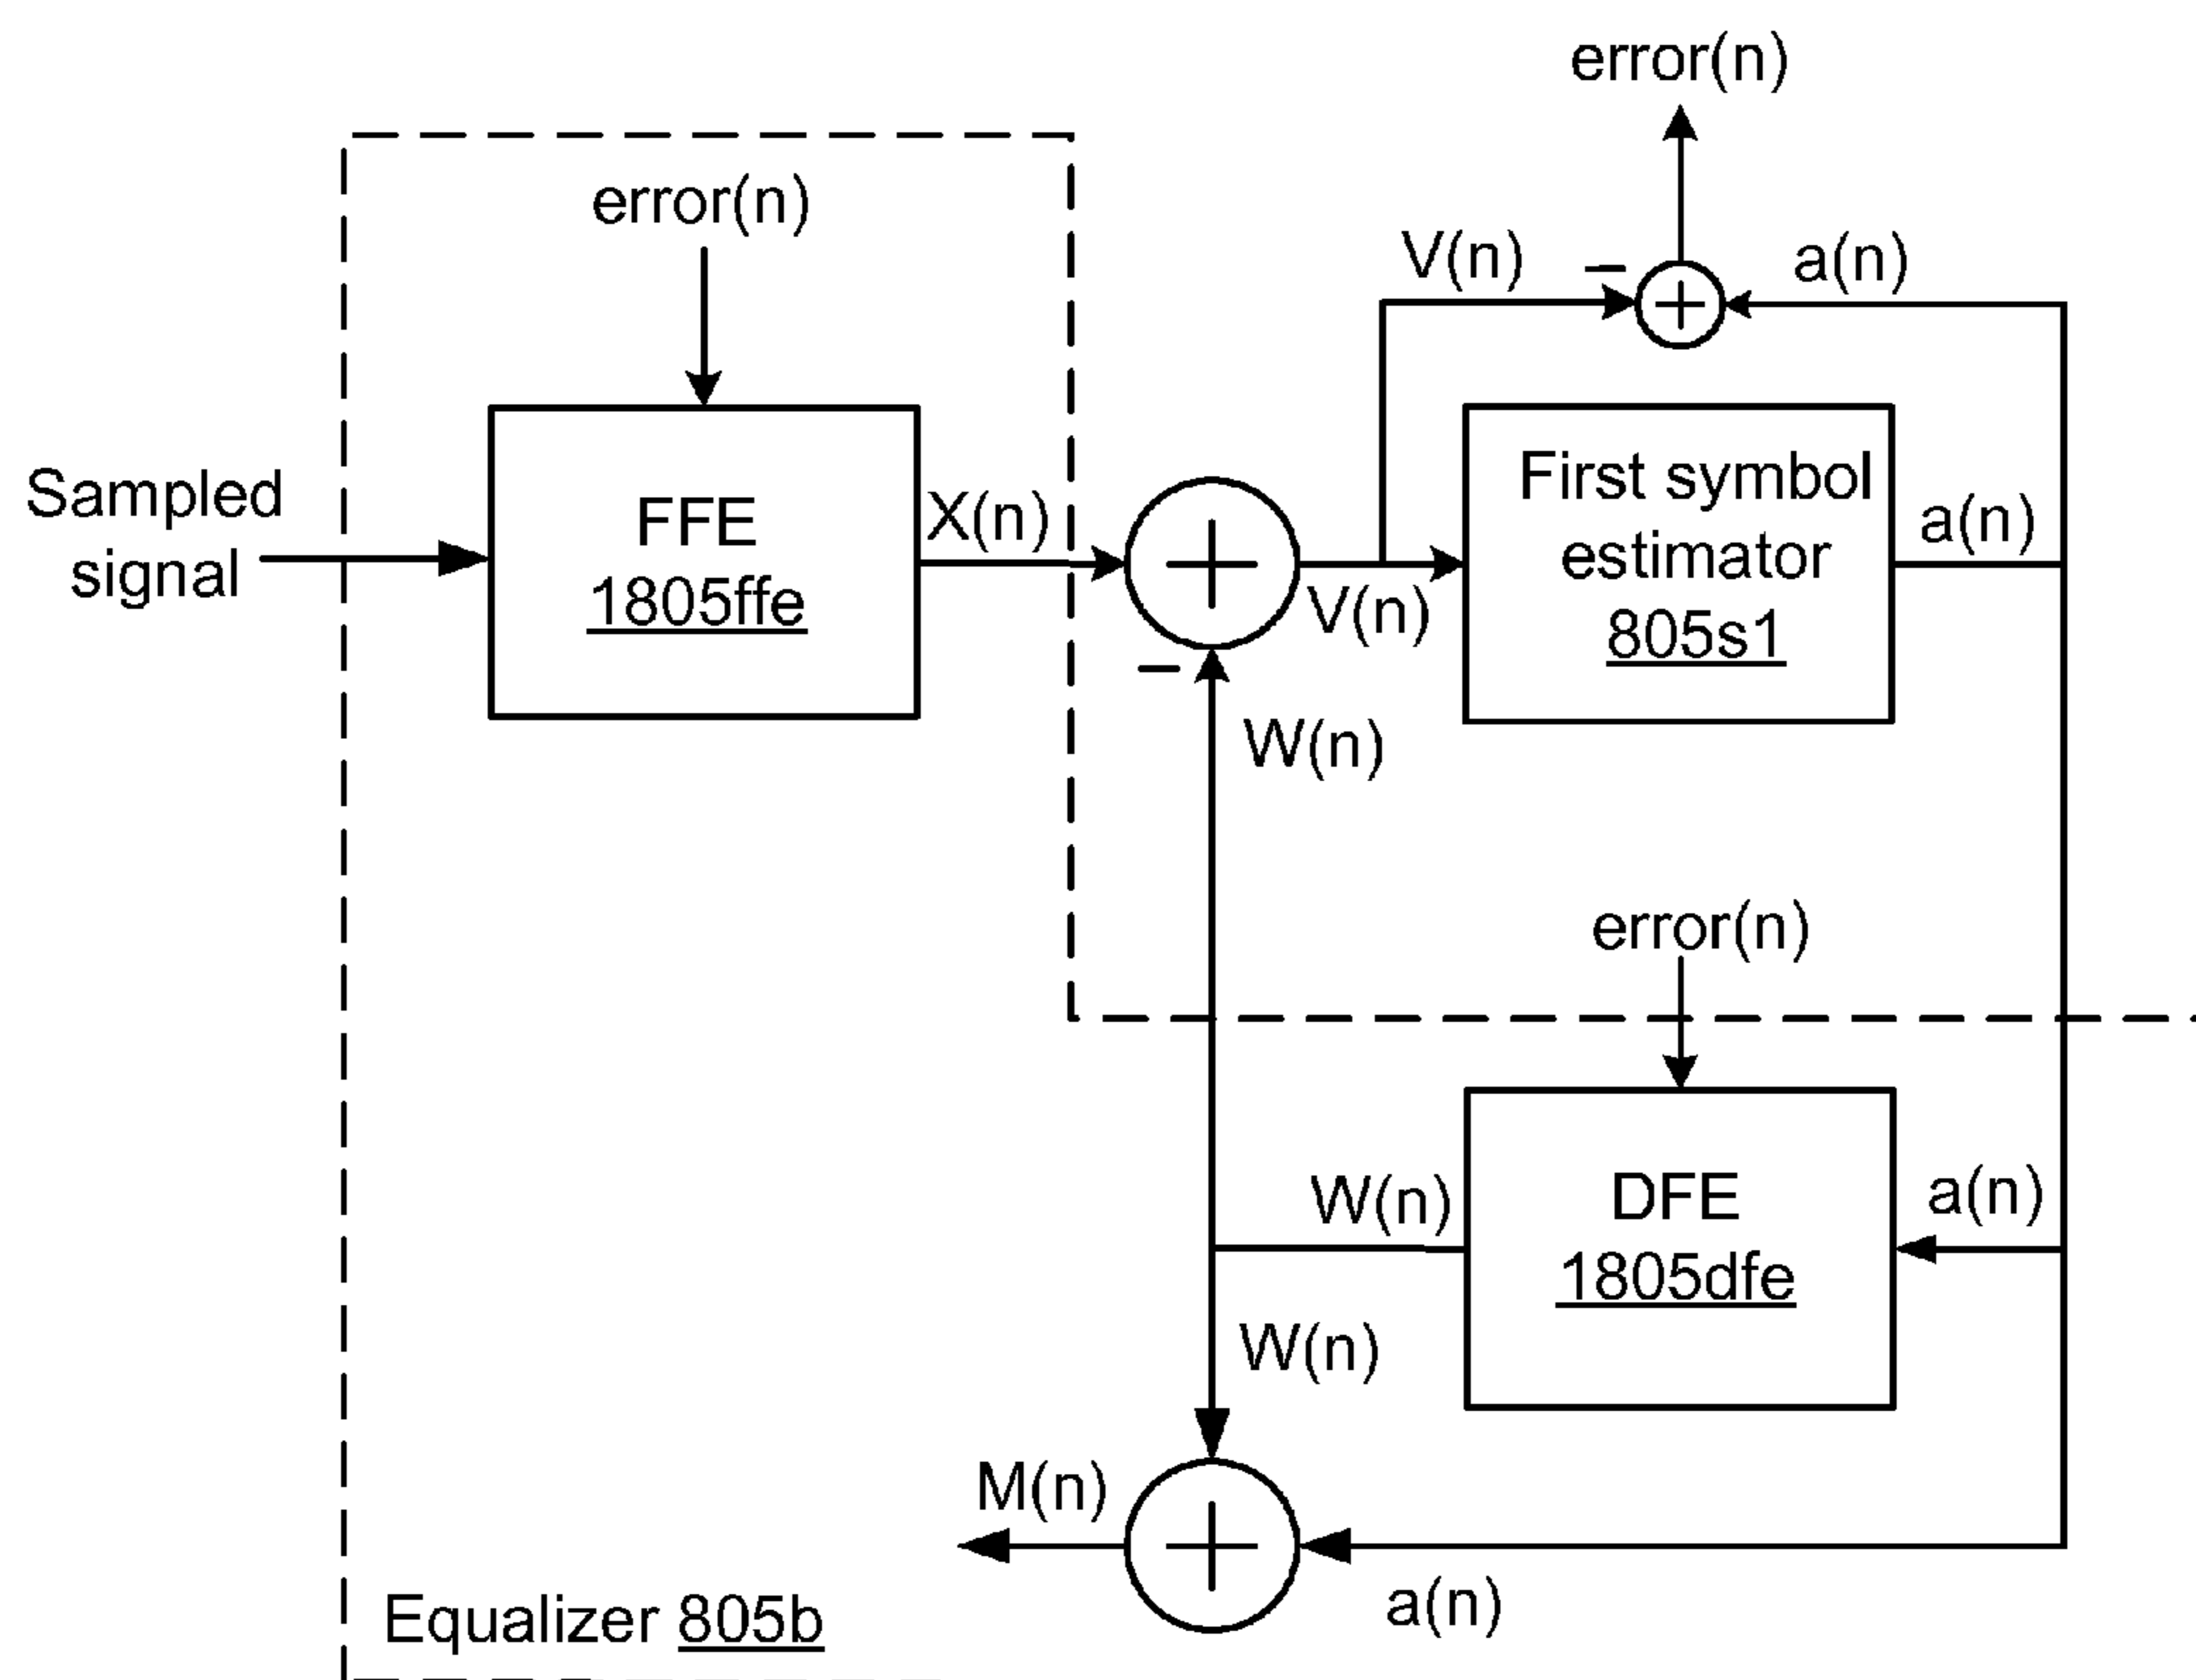 error(n)
error(n)
V(n)
–
a(n)
Sampled
signal
FFE
1805ffe
X(n)
+
V(n)
First symbol
estimator
805s1
a(n)
–
W(n)
error(n)
W(n)
DFE
1805dfe
a(n)
W(n)
M(n)
+
a(n)
Equalizer 805b